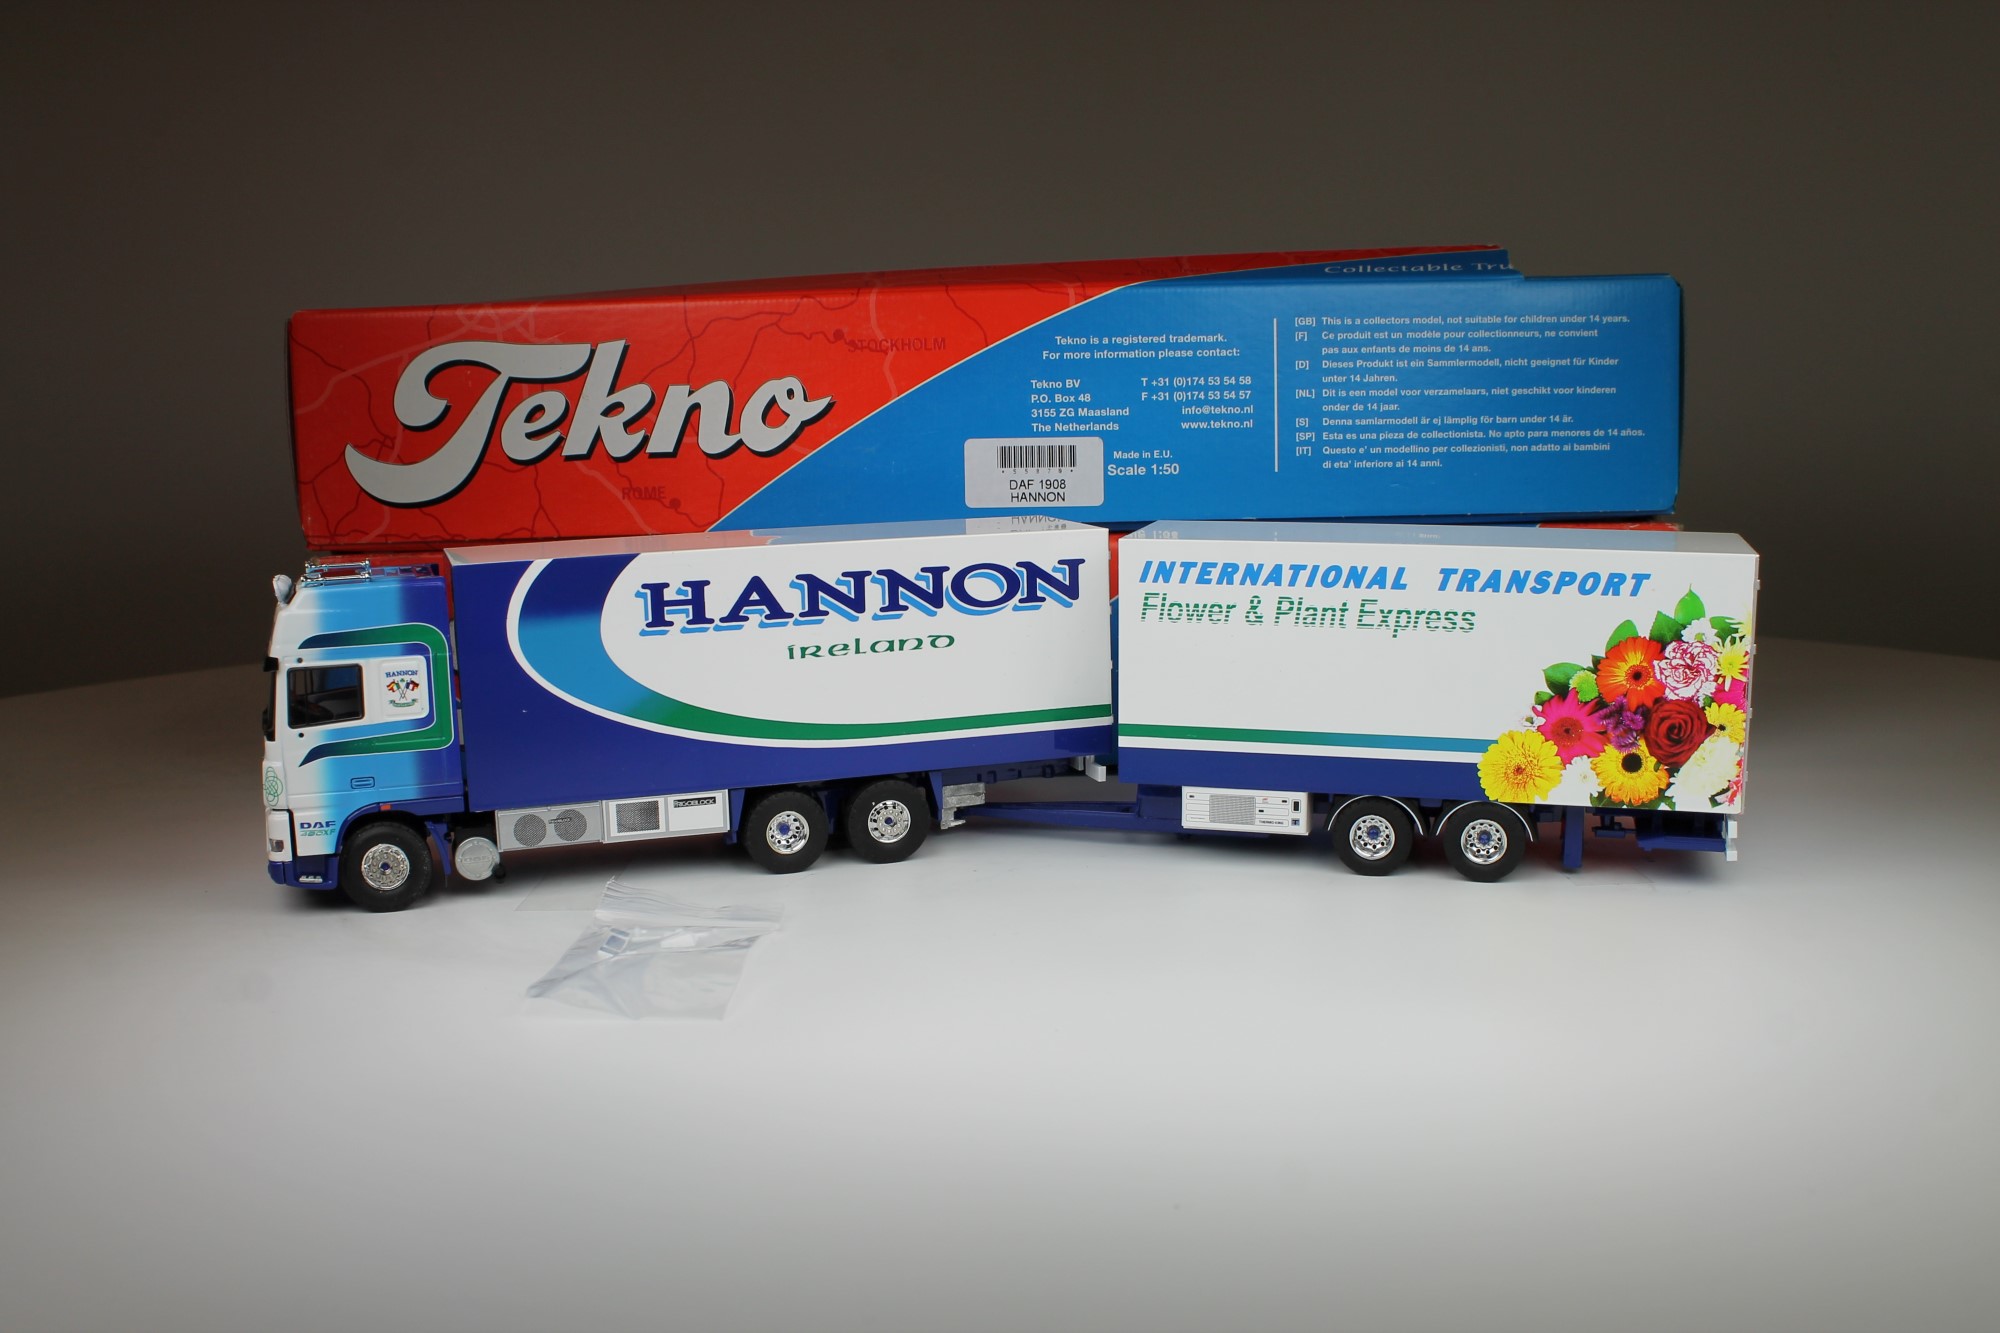 Collectable Tru
Tekno
STOCKHOLM
ROME
Tekno is a registered trademark.
For more information please contact:
Tekno BV
P.O. Box 48
3155 ZG Maasland
The Netherlands
T +31 (0)174 53 54 58
F +31 (0)174 53 54 57
info@tekno.nl
www.tekno.nl
Made in E.U.
Scale 1:50
DAF 1908
HANNON
[GB] This is a collectors model, not suitable for children under 14 years.
[F] Ce produit est un modèle pour collectionneurs, ne convient
pas aux enfants de moins de 14 ans.
[D] Dieses Produkt ist ein Sammlermodell, nicht geeignet für Kinder
unter 14 Jahren.
[NL] Dit is een model voor verzamelaars, niet geschikt voor kinderen
onder de 14 jaar.
[S] Denna samlarmodell är ej lämplig för barn under 14 år.
[SP] Esta es una pieza de collectionista. No apto para menores de 14 años.
[IT] Questo e' un modellino per collezionisti, non adatto ai bambini
di eta' inferiore ai 14 anni.
HANNON
IRELAND
INTERNATIONAL TRANSPORT
Flower & Plant Express
HANNON
DAF
FRIGOBLOCK